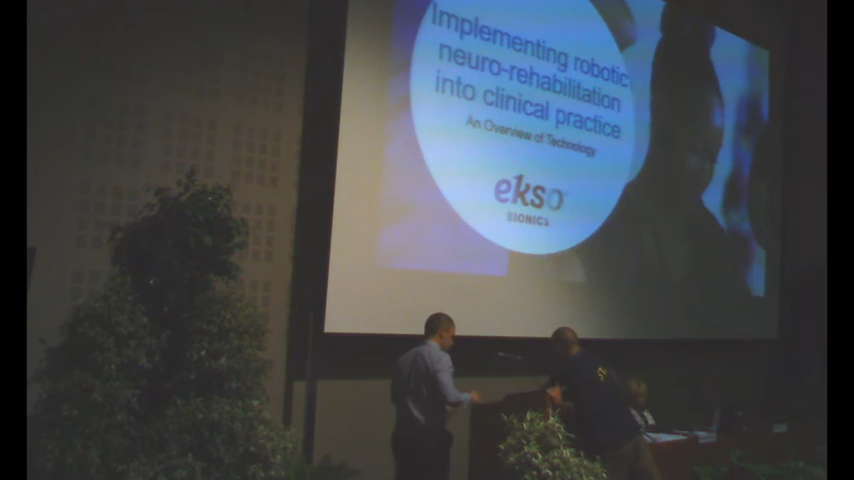 Implementing robotic
neuro-rehabilitation
into clinical practice
An Overview of Technology
ekso
BIONICS